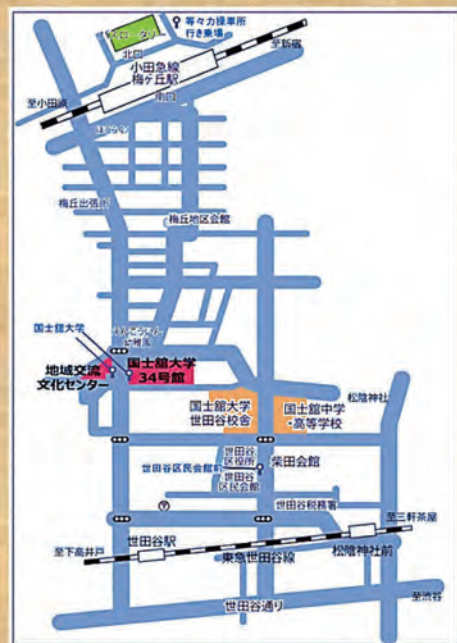 等々力操車所
行き乗場
北口
至新宿
小田急線
梅ヶ丘駅
南口
至小田原
梅丘出張所
梅丘地区会館
国士舘大学
幼稚園
地域交流
文化センター
国士舘大学
34号館
松陰神社
国士舘大学
世田谷校舎
国士舘中学
・高等学校
世田谷
区役所
柴田会館
世田谷区民会館前
世田谷
区民会館
世田谷税務署
至三軒茶屋
世田谷駅
松陰神社前
至下高井戸
東急世田谷線
至渋谷
世田谷通り